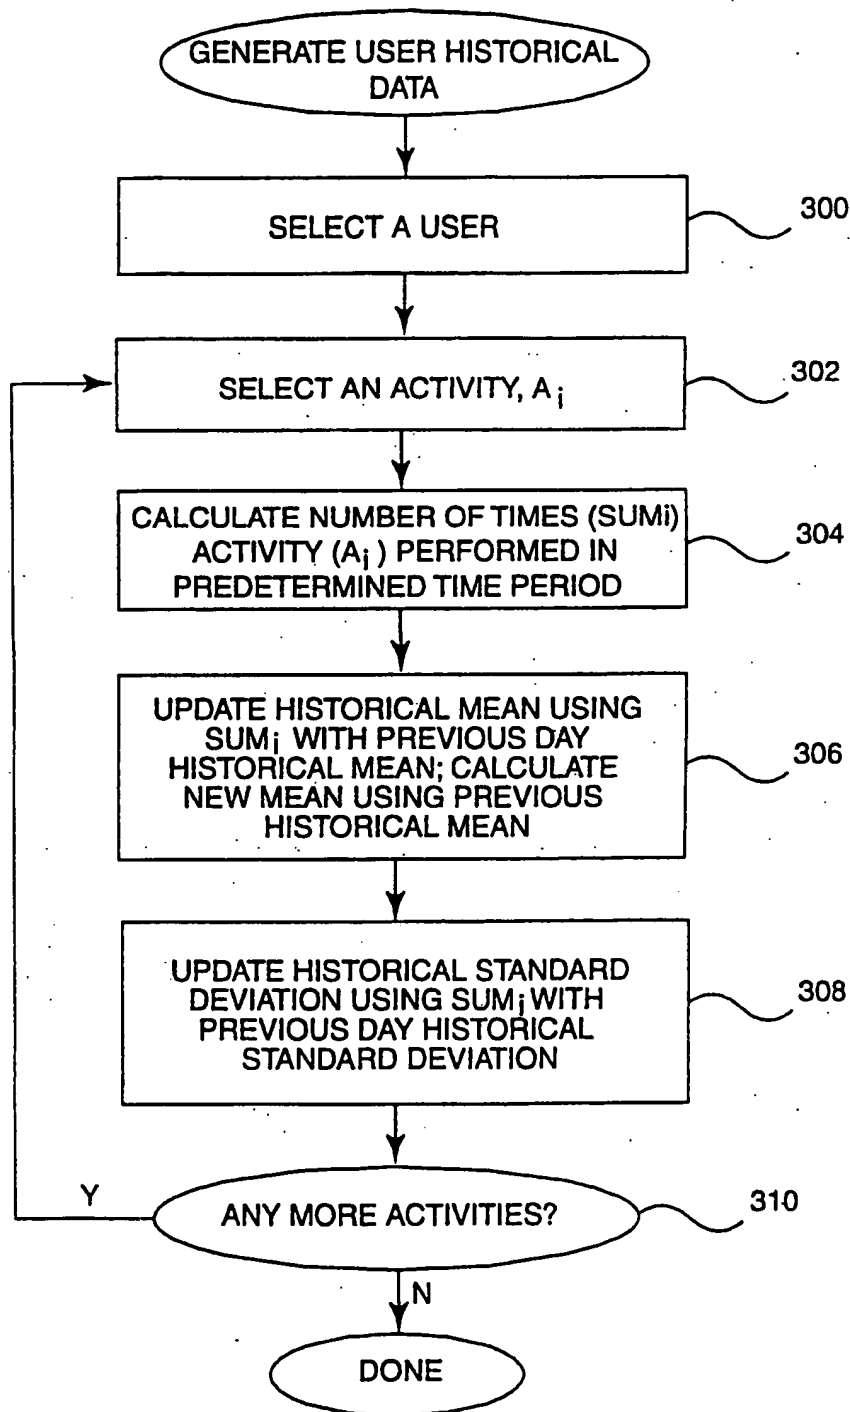 GENERATE USER HISTORICAL
DATA
SELECT A USER
300
SELECT AN ACTIVITY, A i
302
CALCULATE NUMBER OF TIMES (SUMi)
ACTIVITY (Ai) PERFORMED IN
PREDETERMINED TIME PERIOD
304
UPDATE HISTORICAL MEAN USING
SUMi WITH PREVIOUS DAY
HISTORICAL MEAN; CALCULATE
NEW MEAN USING PREVIOUS
HISTORICAL MEAN
306
UPDATE HISTORICAL STANDARD
DEVIATION USING SUMi WITH
PREVIOUS DAY HISTORICAL
STANDARD DEVIATION
308
Y
ANY MORE ACTIVITIES?
310
N
DONE